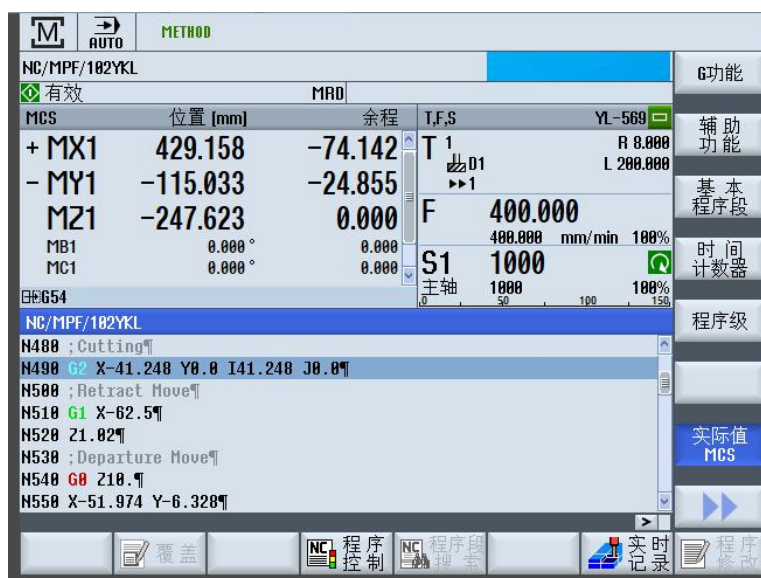 M AUTO METHOD
NC/MPF/102YKL
有效 MRD
MCS 位置 [mm] 余程
+ MX1 429.158 -74.142
- MY1 -115.033 -24.855
MZ1 -247.623 0.000
MB1 0.000 ° 0.000
MC1 0.000 ° 0.000
G54
T,F,S YL-569
T 1 R 8.000
D1 L 200.000
▸▸1
F 400.000
400.000 mm/min 100%
S1 1000
主轴 1000 100%
0 50 100 150
NC/MPF/102YKL
N480 ;Cutting¶
N490 G2 X-41.248 Y0.0 I41.248 J0.0¶
N500 ;Retract Move¶
N510 G1 X-62.5¶
N520 Z1.02¶
N530 ;Departure Move¶
N540 G0 Z10.¶
N550 X-51.974 Y-6.328¶
>
G功能
辅助
功能
基本
程序段
时间
计数器
程序级
实际值
MCS
覆盖
NC 程序
控制
NC 程序段
搜索
实时
记录
程序
修改